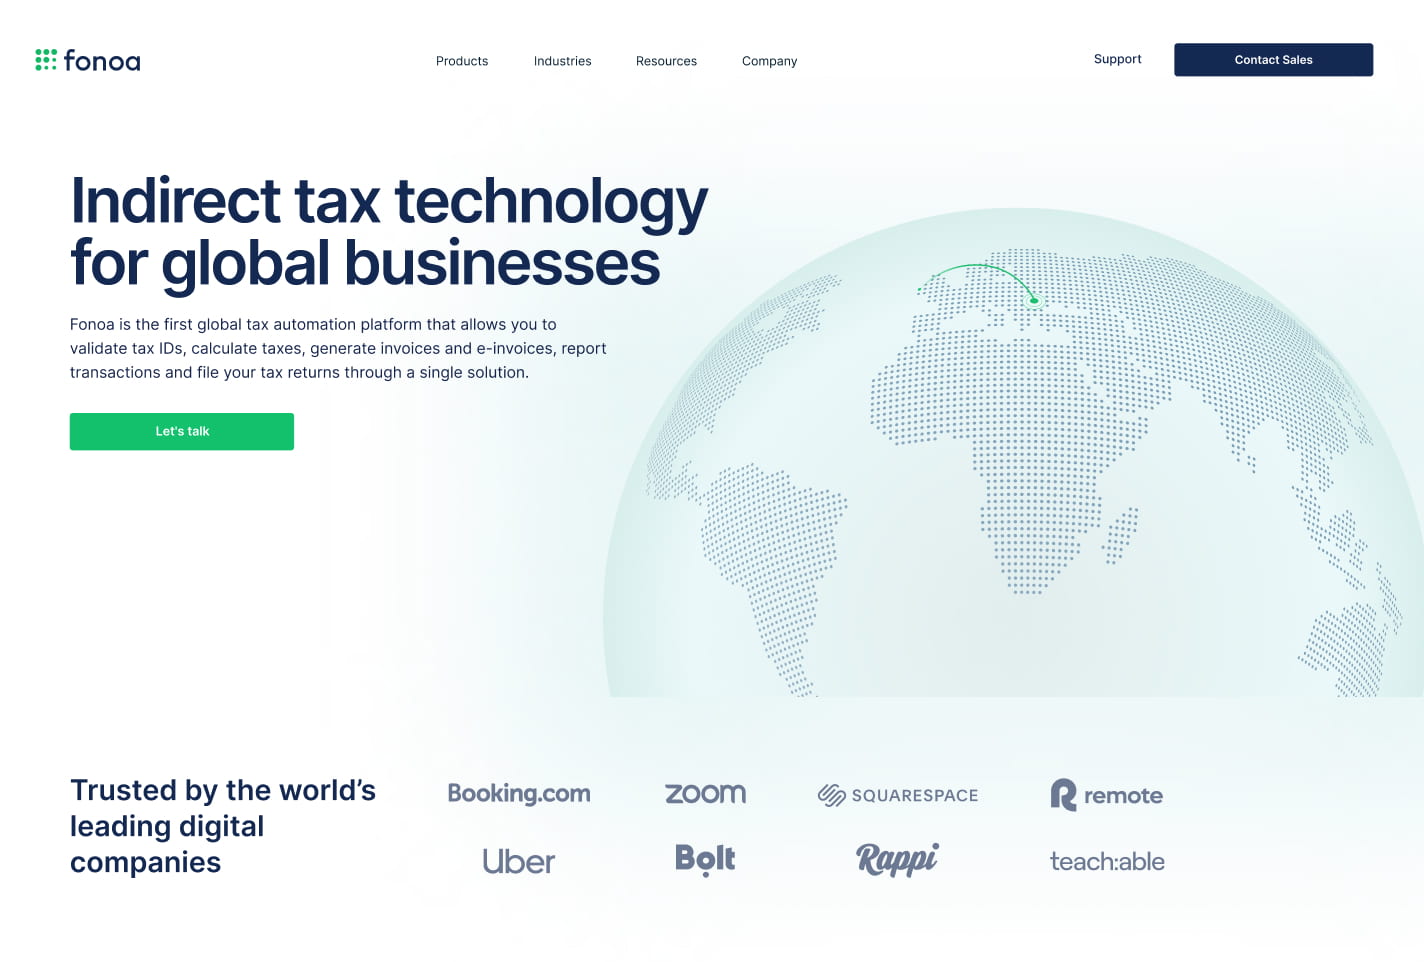 fonoa
Products
Industries
Resources
Company
Support
Contact Sales
Indirect tax technology
for global businesses
Fonoa is the first global tax automation platform that allows you to
validate tax IDs, calculate taxes, generate invoices and e-invoices, report
transactions and file your tax returns through a single solution.
Let's talk
Trusted by the world’s
leading digital
companies
Booking.com
zoom
SQUARESPACE
remote
Uber
Bolt
Rappi
teach:able